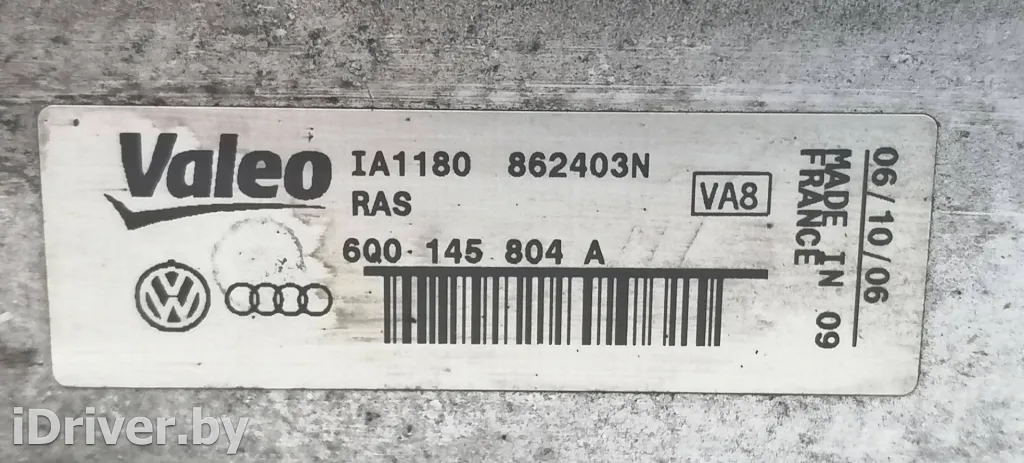 Valeo
IA1180 862403N
RAS
VA8
6Q0 145 804 A
MADE IN 09
FRANCE
06/10/06
iDriver.by